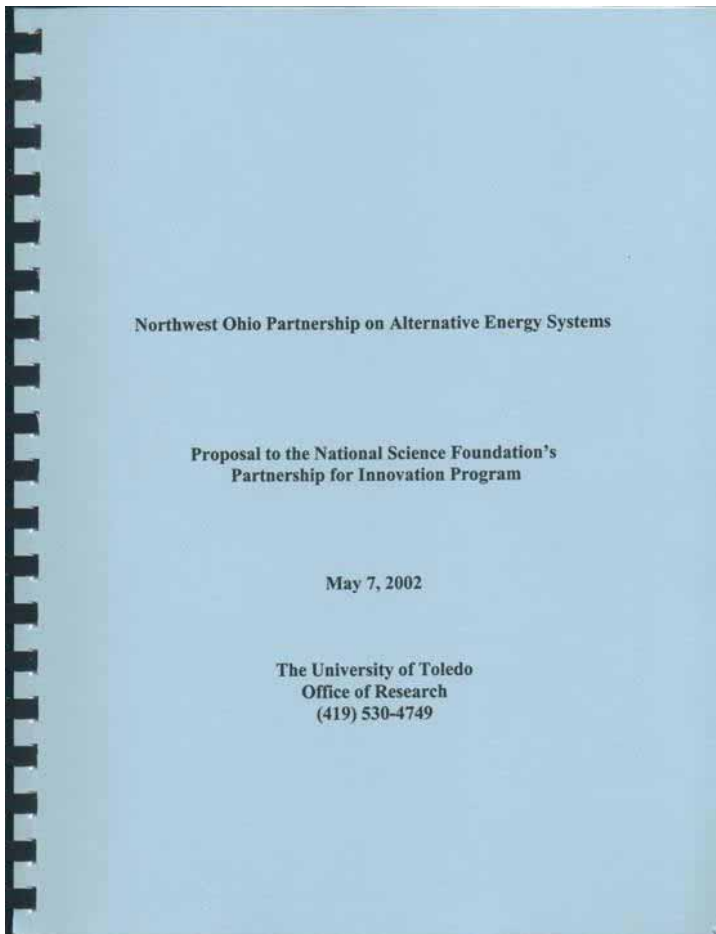 Northwest Ohio Partnership on Alternative Energy Systems
Proposal to the National Science Foundation's
Partnership for Innovation Program
May 7, 2002
The University of Toledo
Office of Research
(419) 530-4749